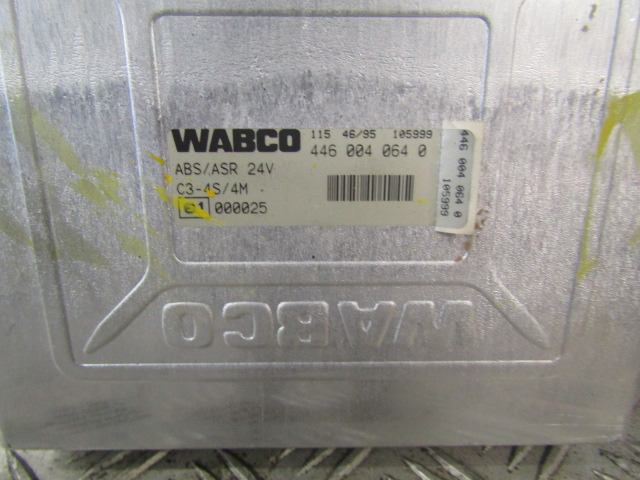 WABCO 115 46/95 105999
446 004 064 0
ABS/ASR 24V
C3-4S/4M
e1 000025
446 004 064 0
105999
WABCO